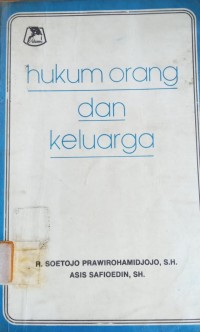 hukum orang
dan
keluarga
R. SOETOJO PRAWIROHAMIDJOJO, S.H.
ASIS SAFIOEDIN, SH.